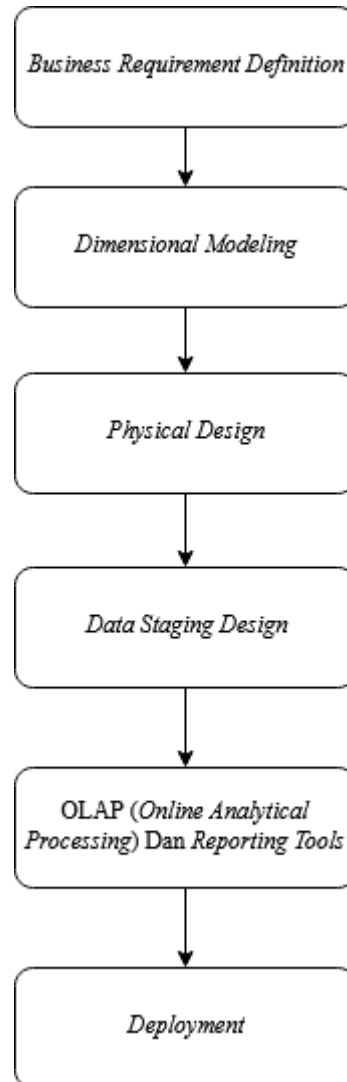 Business Requirement Definition
Dimensional Modeling
Physical Design
Data Staging Design
OLAP (Online Analytical
Processing) Dan Reporting Tools
Deployment